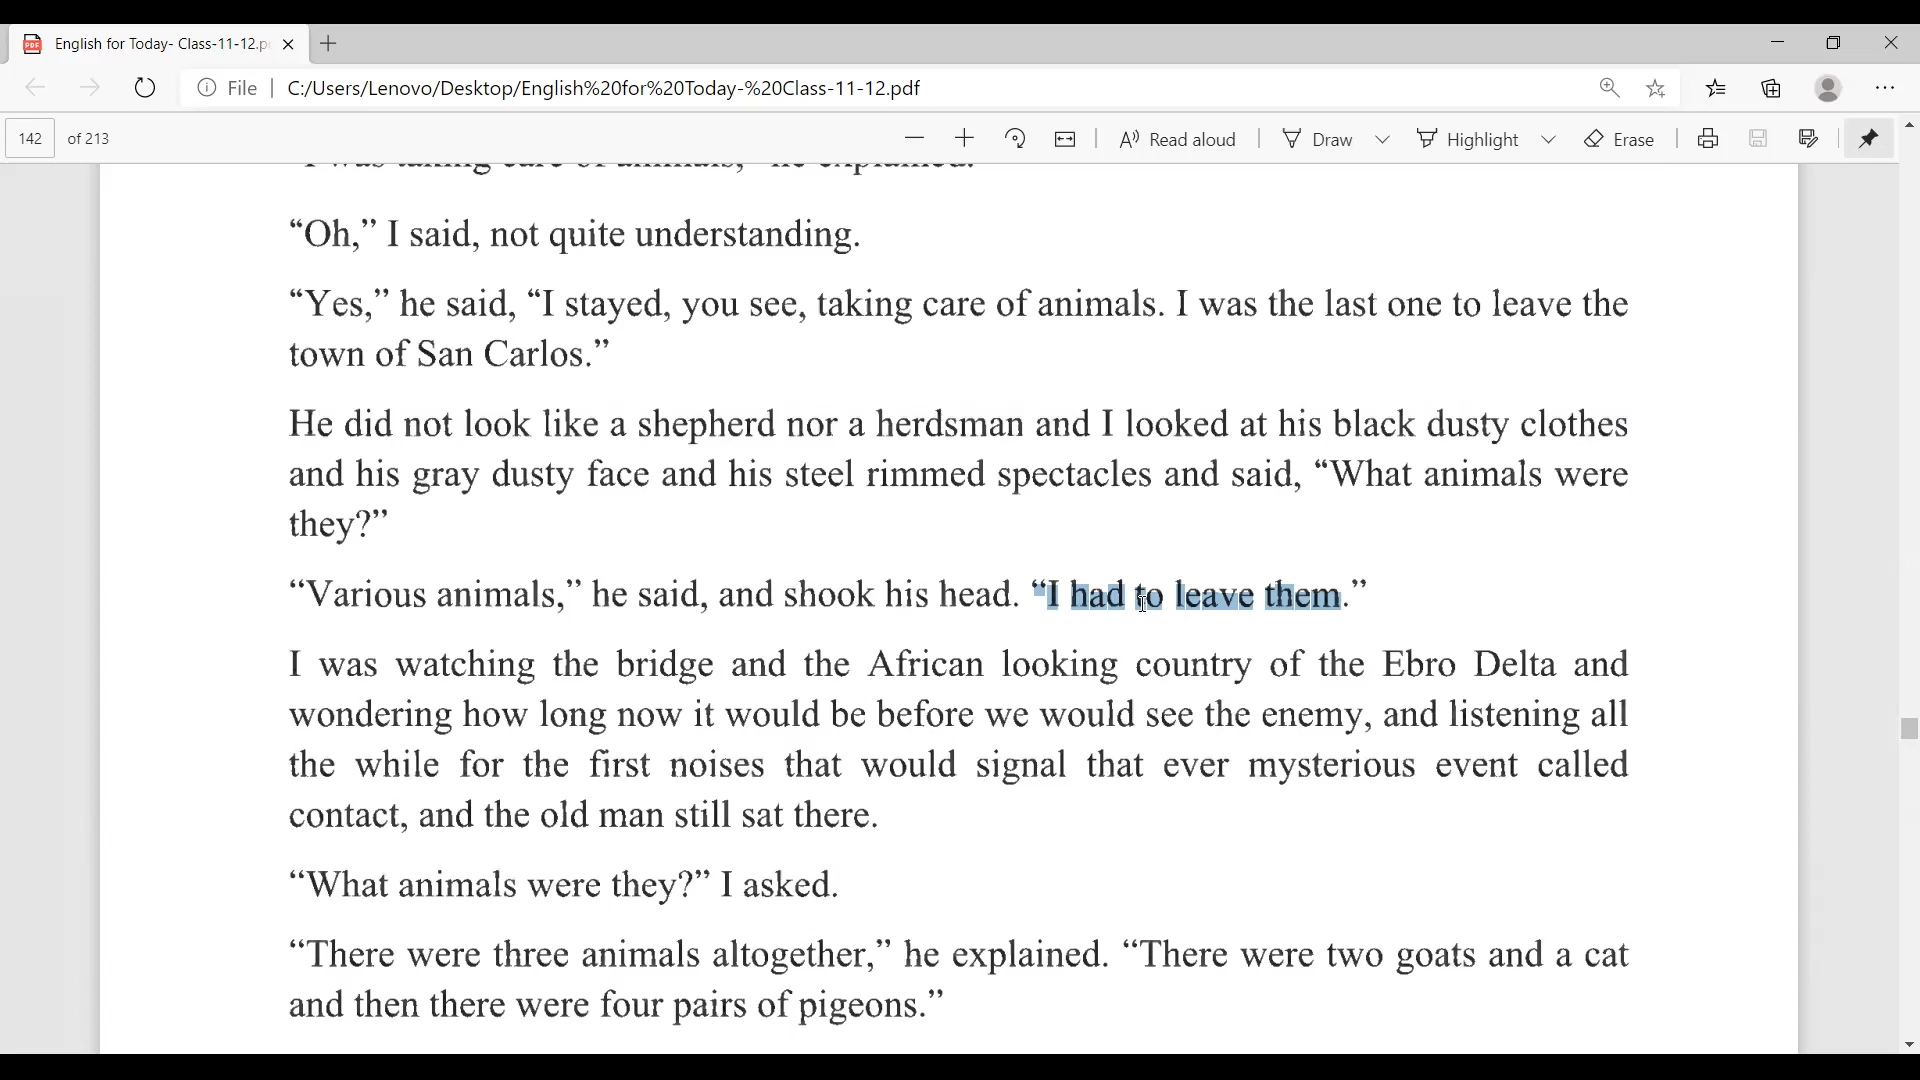 English for Today- Class-11-12.p
File | C:/Users/Lenovo/Desktop/English%20for%20Today-%20Class-11-12.pdf
142 of 213 Read aloud Draw Highlight Erase
“I was taking care of animals,” he explained.
“Oh,” I said, not quite understanding.
“Yes,” he said, “I stayed, you see, taking care of animals. I was the last one to leave the
town of San Carlos.”
He did not look like a shepherd nor a herdsman and I looked at his black dusty clothes
and his gray dusty face and his steel rimmed spectacles and said, “What animals were
they?”
“Various animals,” he said, and shook his head. “I had to leave them.”
I was watching the bridge and the African looking country of the Ebro Delta and
wondering how long now it would be before we would see the enemy, and listening all
the while for the first noises that would signal that ever mysterious event called
contact, and the old man still sat there.
“What animals were they?” I asked.
“There were three animals altogether,” he explained. “There were two goats and a cat
and then there were four pairs of pigeons.”